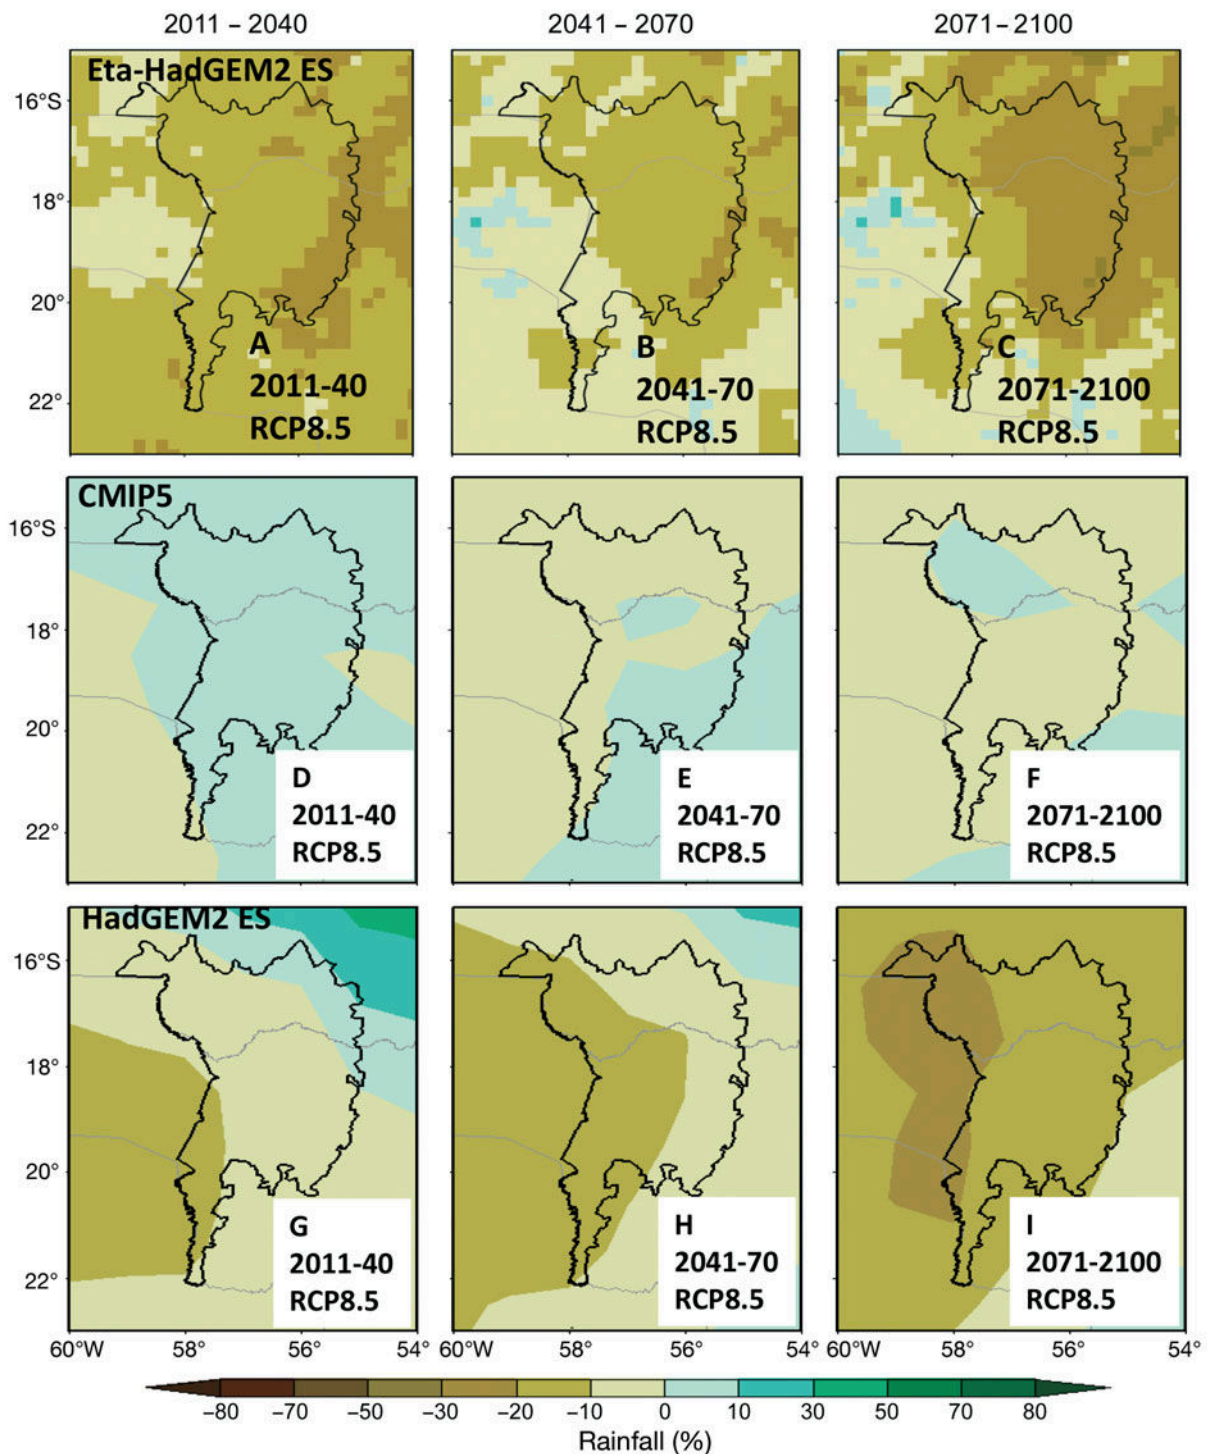 2011 – 2040 2041 – 2070 2071 – 2100
Eta-HadGEM2 ES
16°S
18°
20°
22°
A
2011-40
RCP8.5
B
2041-70
RCP8.5
C
2071-2100
RCP8.5
CMIP5
16°S
18°
20°
22°
D
2011-40
RCP8.5
E
2041-70
RCP8.5
F
2071-2100
RCP8.5
HadGEM2 ES
16°S
18°
20°
22°
G
2011-40
RCP8.5
H
2041-70
RCP8.5
I
2071-2100
RCP8.5
60°W 58° 56° 54° 60°W 58° 56° 54° 60°W 58° 56° 54°
–80 –70 –50 –30 –20 –10 0 10 30 50 70 80
Rainfall (%)